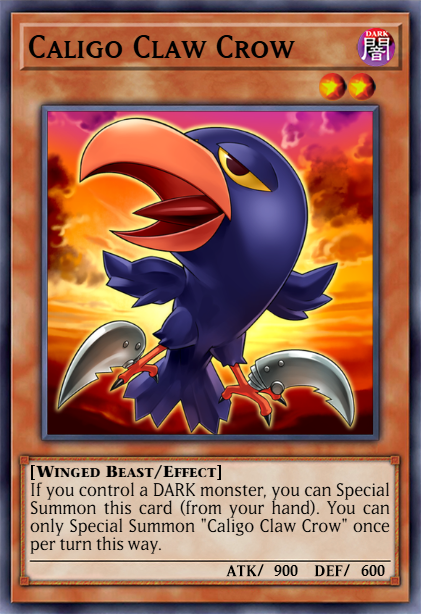 Caligo Claw Crow
DARK
闇
[Winged Beast/Effect]
If you control a DARK monster, you can Special
Summon this card (from your hand). You can
only Special Summon "Caligo Claw Crow" once
per turn this way.
ATK/ 900 DEF/ 600